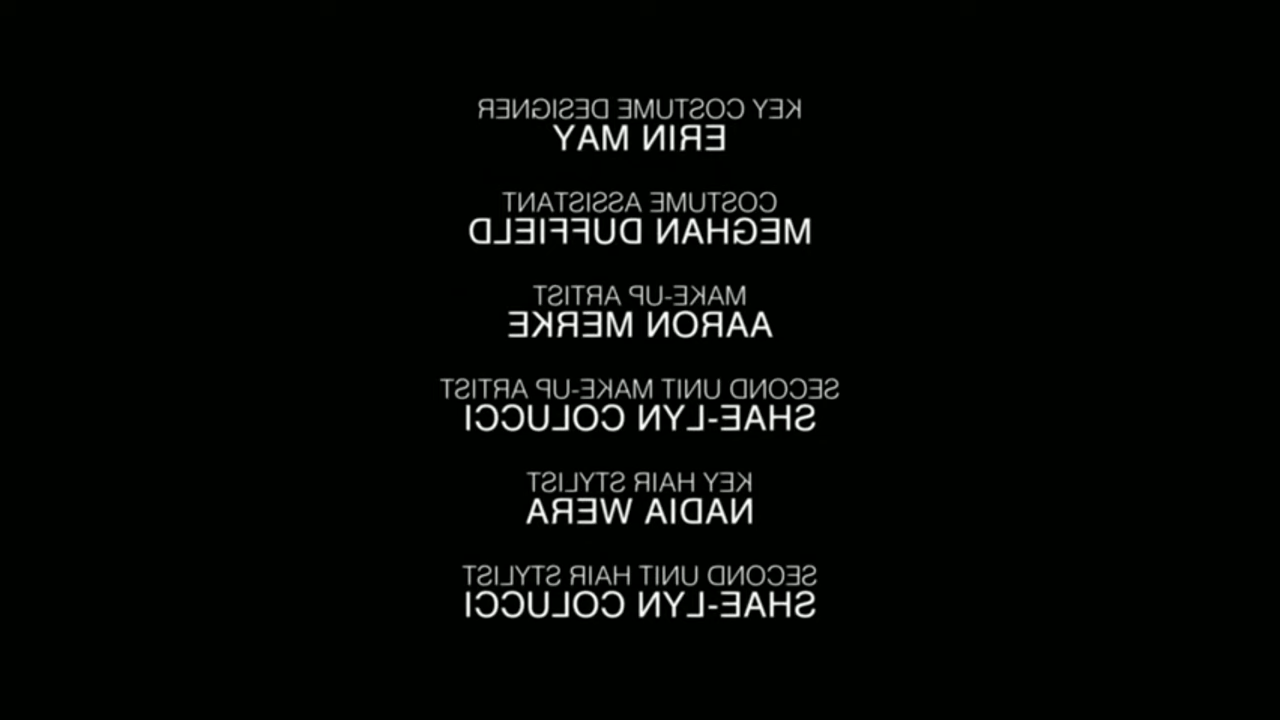 KEY COSTUME DESIGNER
ERIN MAY
COSTUME ASSISTANT
MEGHAN DUFFIELD
MAKE-UP ARTIST
AARON MERKE
SECOND UNIT MAKE-UP ARTIST
SHAE-LYN COLUCCI
KEY HAIR STYLIST
NADIA WERA
SECOND UNIT HAIR STYLIST
SHAE-LYN COLUCCI